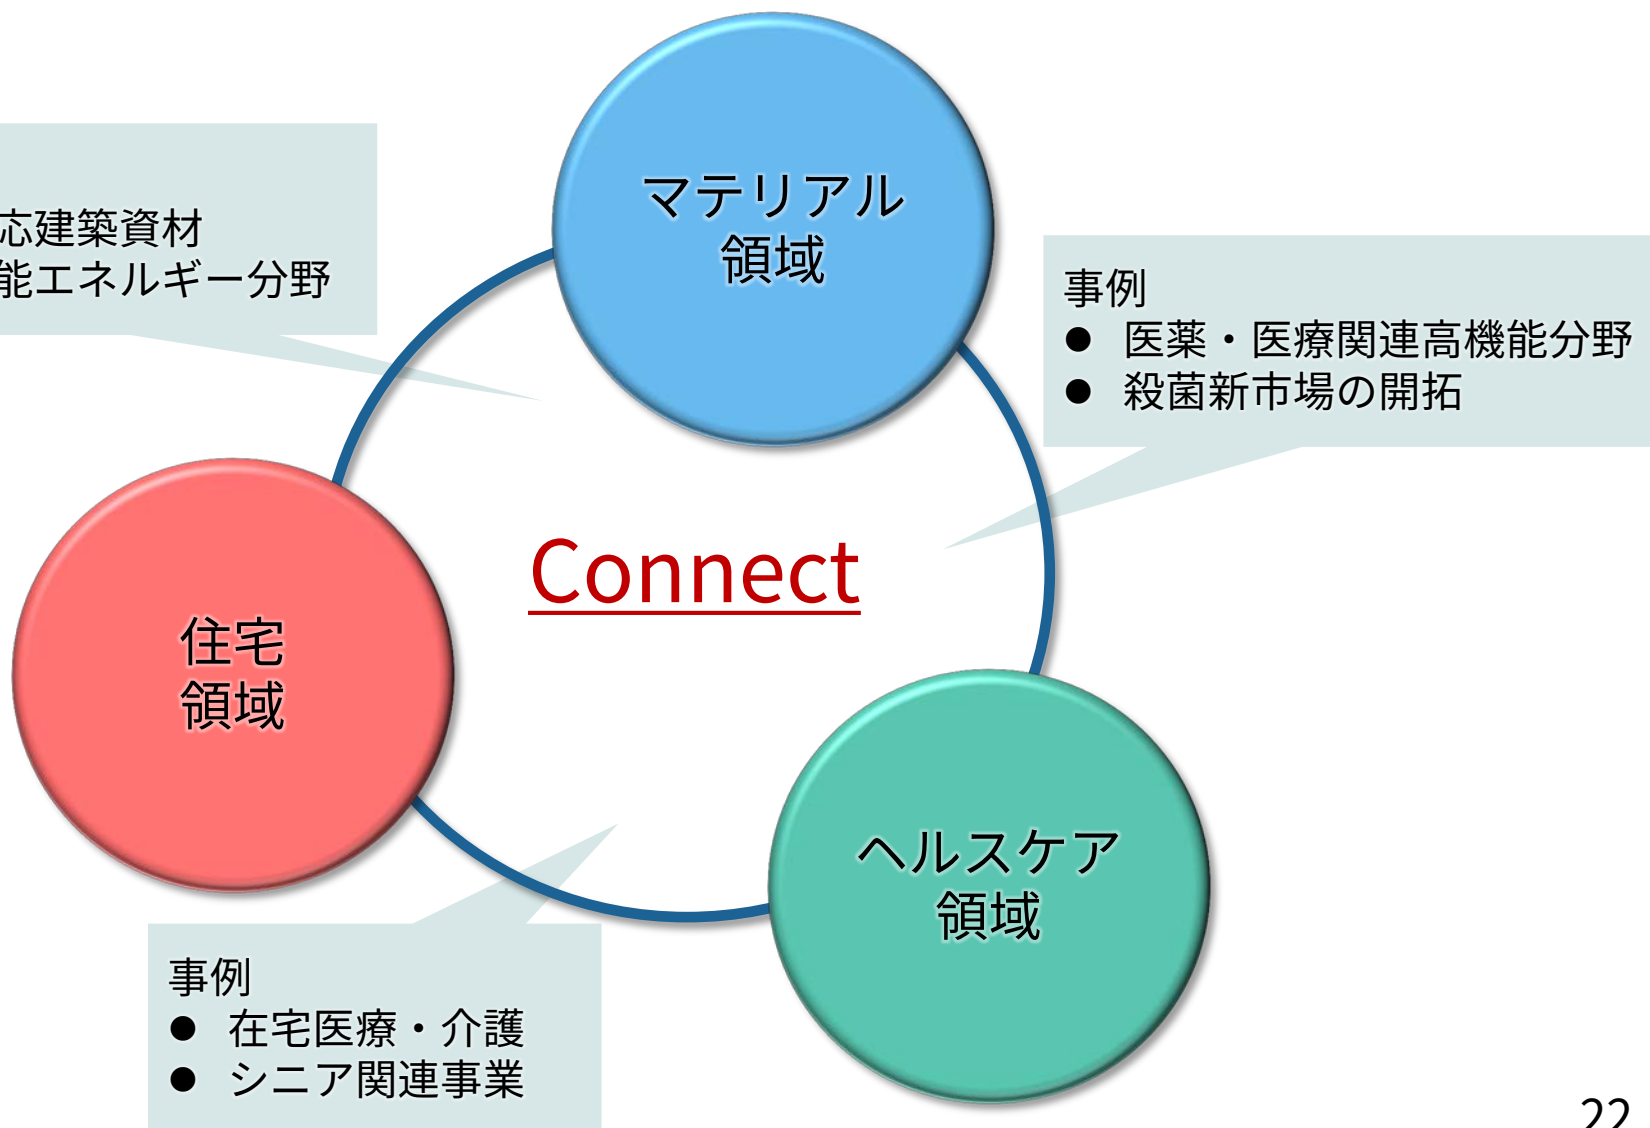 マテリアル
領域
応建築資材
能エネルギー分野
事例
● 医薬・医療関連高機能分野
● 殺菌新市場の開拓
Connect
住宅
領域
ヘルスケア
領域
事例
● 在宅医療・介護
● シニア関連事業
22